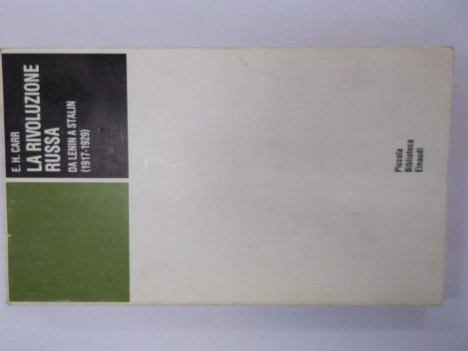 E. H. CARR
LA RIVOLUZIONE
RUSSA
DA LENIN A STALIN
(1917-1929)
Piccola
Biblioteca
Einaudi